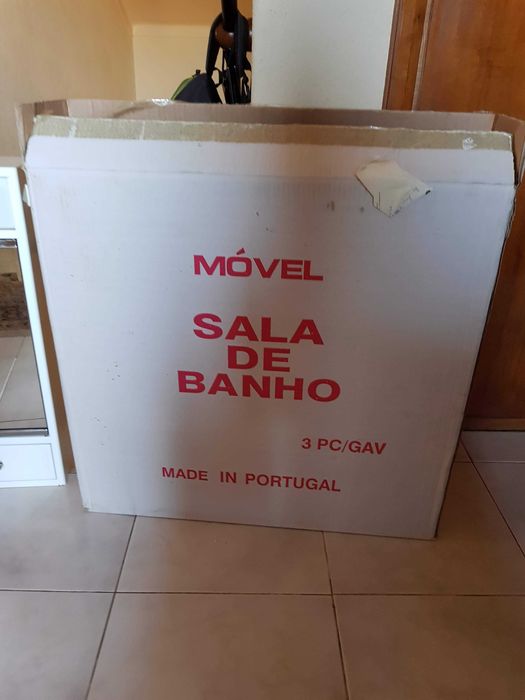 MÓVEL
SALA
DE
BANHO
3 PC/GAV
MADE IN PORTUGAL